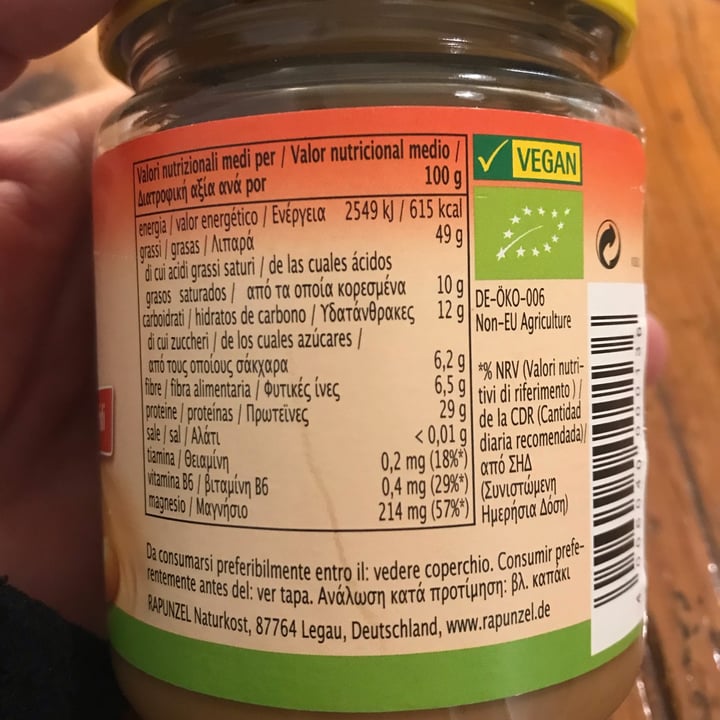 Valori nutrizionali medi per / Valor nutricional medio /
Διατροφική αξία ανά por 100 g
energia / valor energético / Ενέργεια 2549 kJ / 615 kcal
grassi / grasas / Λιπαρά 49 g
di cui acidi grassi saturi / de las cuales ácidos
grasos saturados / από τα οποία κορεσμένα 10 g
carboidrati / hidratos de carbono / Υδατάνθρακες 12 g
di cui zuccheri / de los cuales azúcares /
από τους οποίους σάκχαρα 6,2 g
fibre / fibra alimentaria / Φυτικές ίνες 6,5 g
proteine / proteínas / Πρωτεΐνες 29 g
sale / sal / Αλάτι < 0,01 g
tiamina / Θειαμίνη 0,2 mg (18%*)
vitamina B6 / βιταμίνη B6 0,4 mg (29%*)
magnesio / Μαγνήσιο 214 mg (57%*)
VEGAN
DE-ÖKO-006
Non-EU Agriculture
*% NRV (Valori nutri-
tivi di riferimento) /
de la CDR (Cantidad
diaria recomendada)/
από ΣΗΔ
(Συνιστώμενη
Ημερήσια Δόση)
Da consumarsi preferibilmente entro il: vedere coperchio. Consumir prefe-
rentemente antes del: ver tapa. Ανάλωση κατά προτίμηση: βλ. καπάκι
RAPUNZEL Naturkost, 87764 Legau, Deutschland, www.rapunzel.de